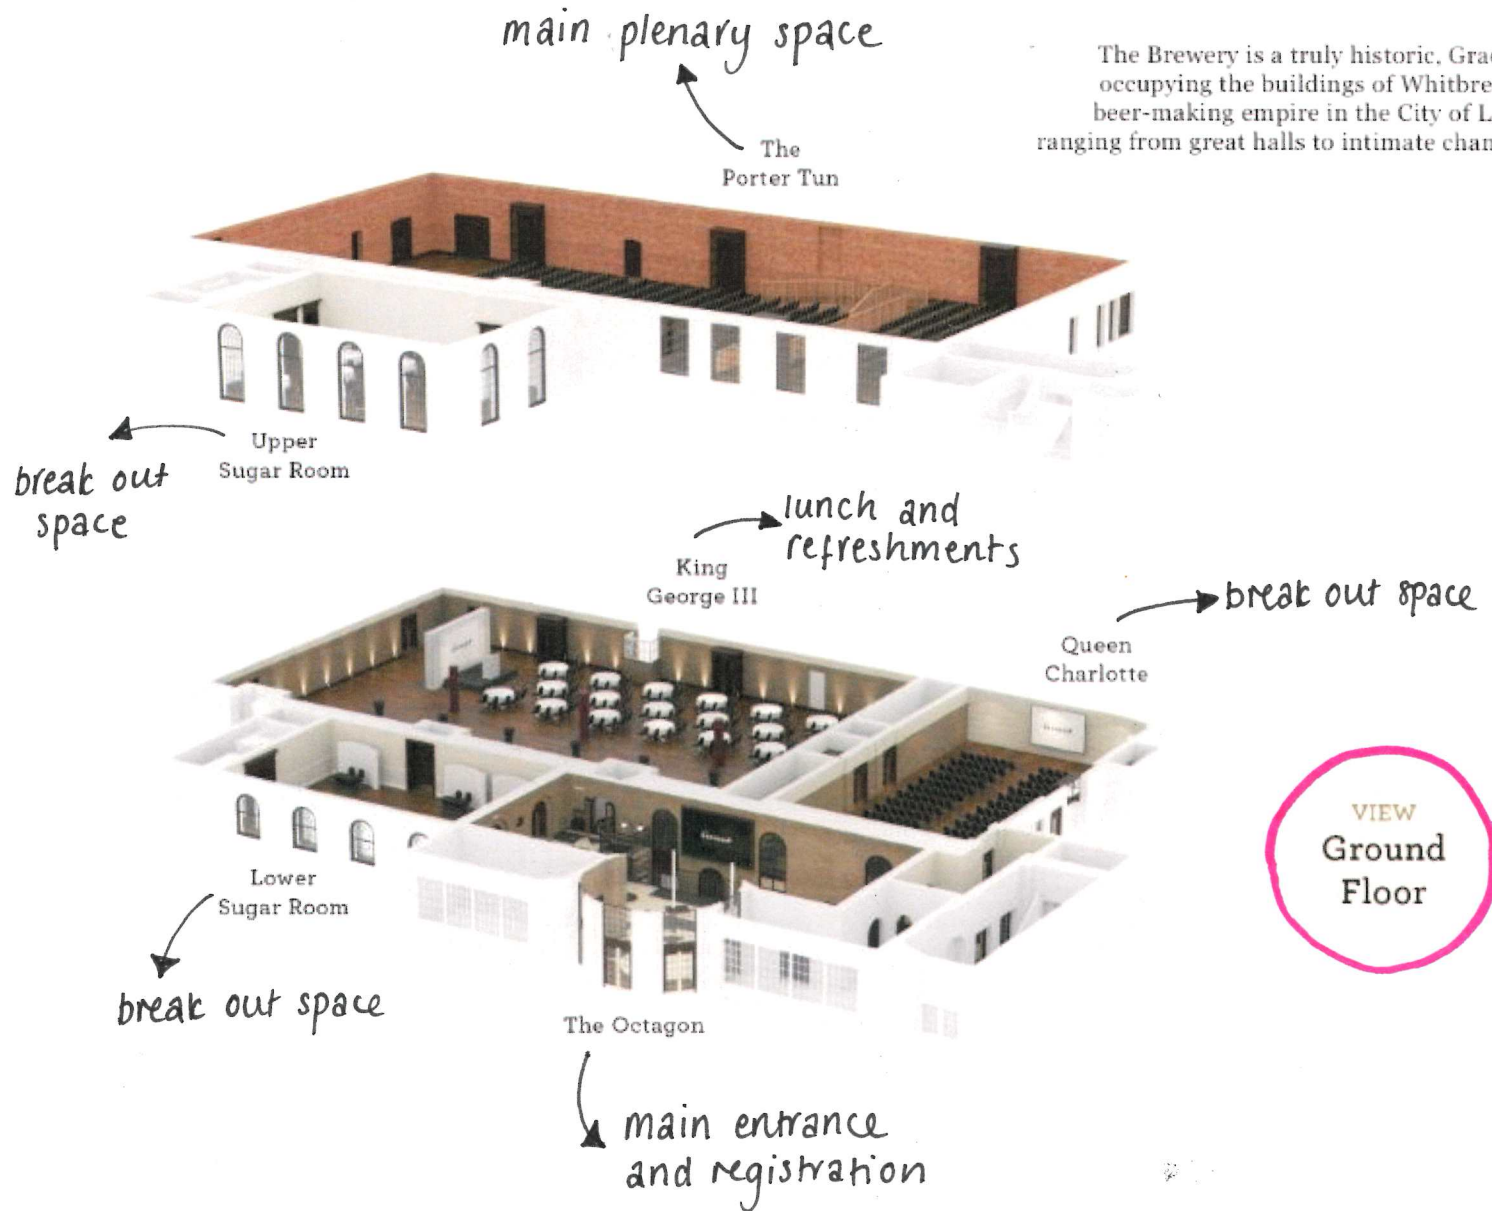 main plenary space
The Brewery is a truly historic, Gra
occupying the buildings of Whitbre
beer-making empire in the City of L
ranging from great halls to intimate cha
The
Porter Tun
Upper
Sugar Room
break out
space
lunch and
refreshments
King
George III
break out space
Queen
Charlotte
VIEW
Ground
Floor
Lower
Sugar Room
break out space
The Octagon
main entrance
and registration